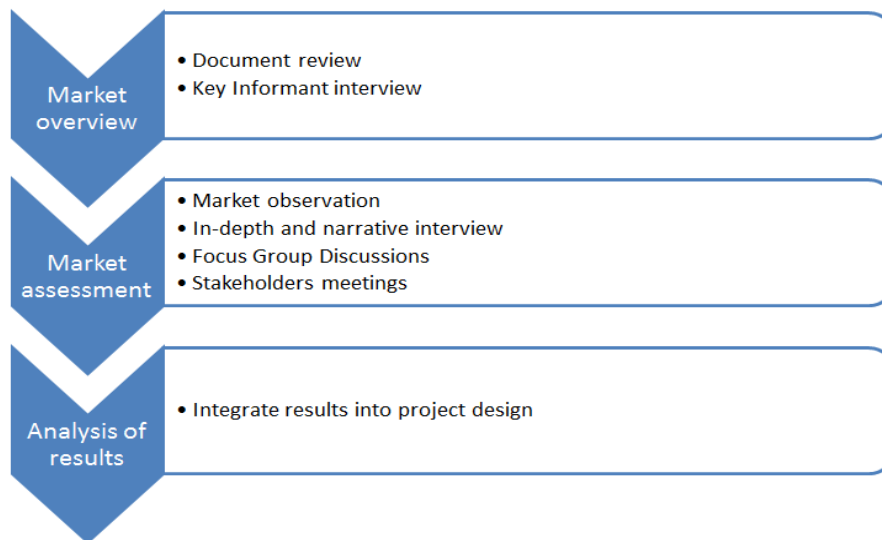 Market
overview
• Document review
• Key Informant interview
Market
assessment
• Market observation
• In-depth and narrative interview
• Focus Group Discussions
• Stakeholders meetings
Analysis of
results
• Integrate results into project design